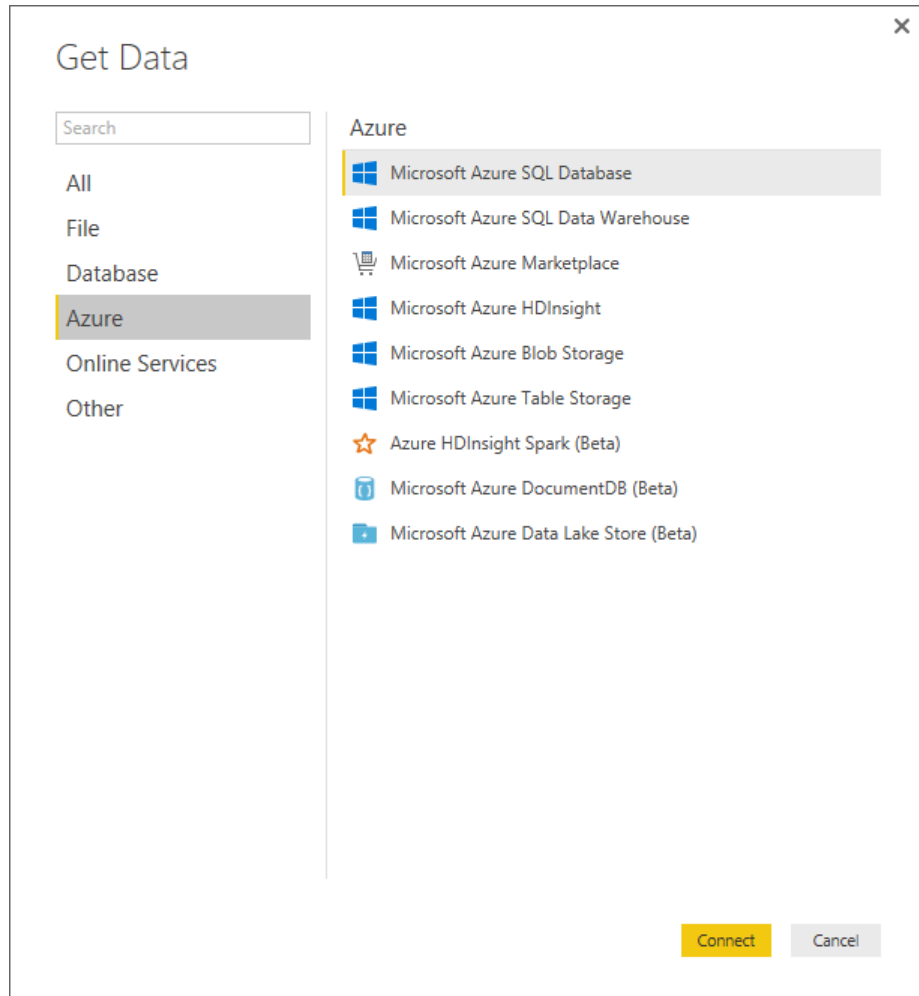 Get Data
Search
All
File
Database
Azure
Online Services
Other
Azure
Microsoft Azure SQL Database
Microsoft Azure SQL Data Warehouse
Microsoft Azure Marketplace
Microsoft Azure HDInsight
Microsoft Azure Blob Storage
Microsoft Azure Table Storage
Azure HDInsight Spark (Beta)
Microsoft Azure DocumentDB (Beta)
Microsoft Azure Data Lake Store (Beta)
Connect
Cancel